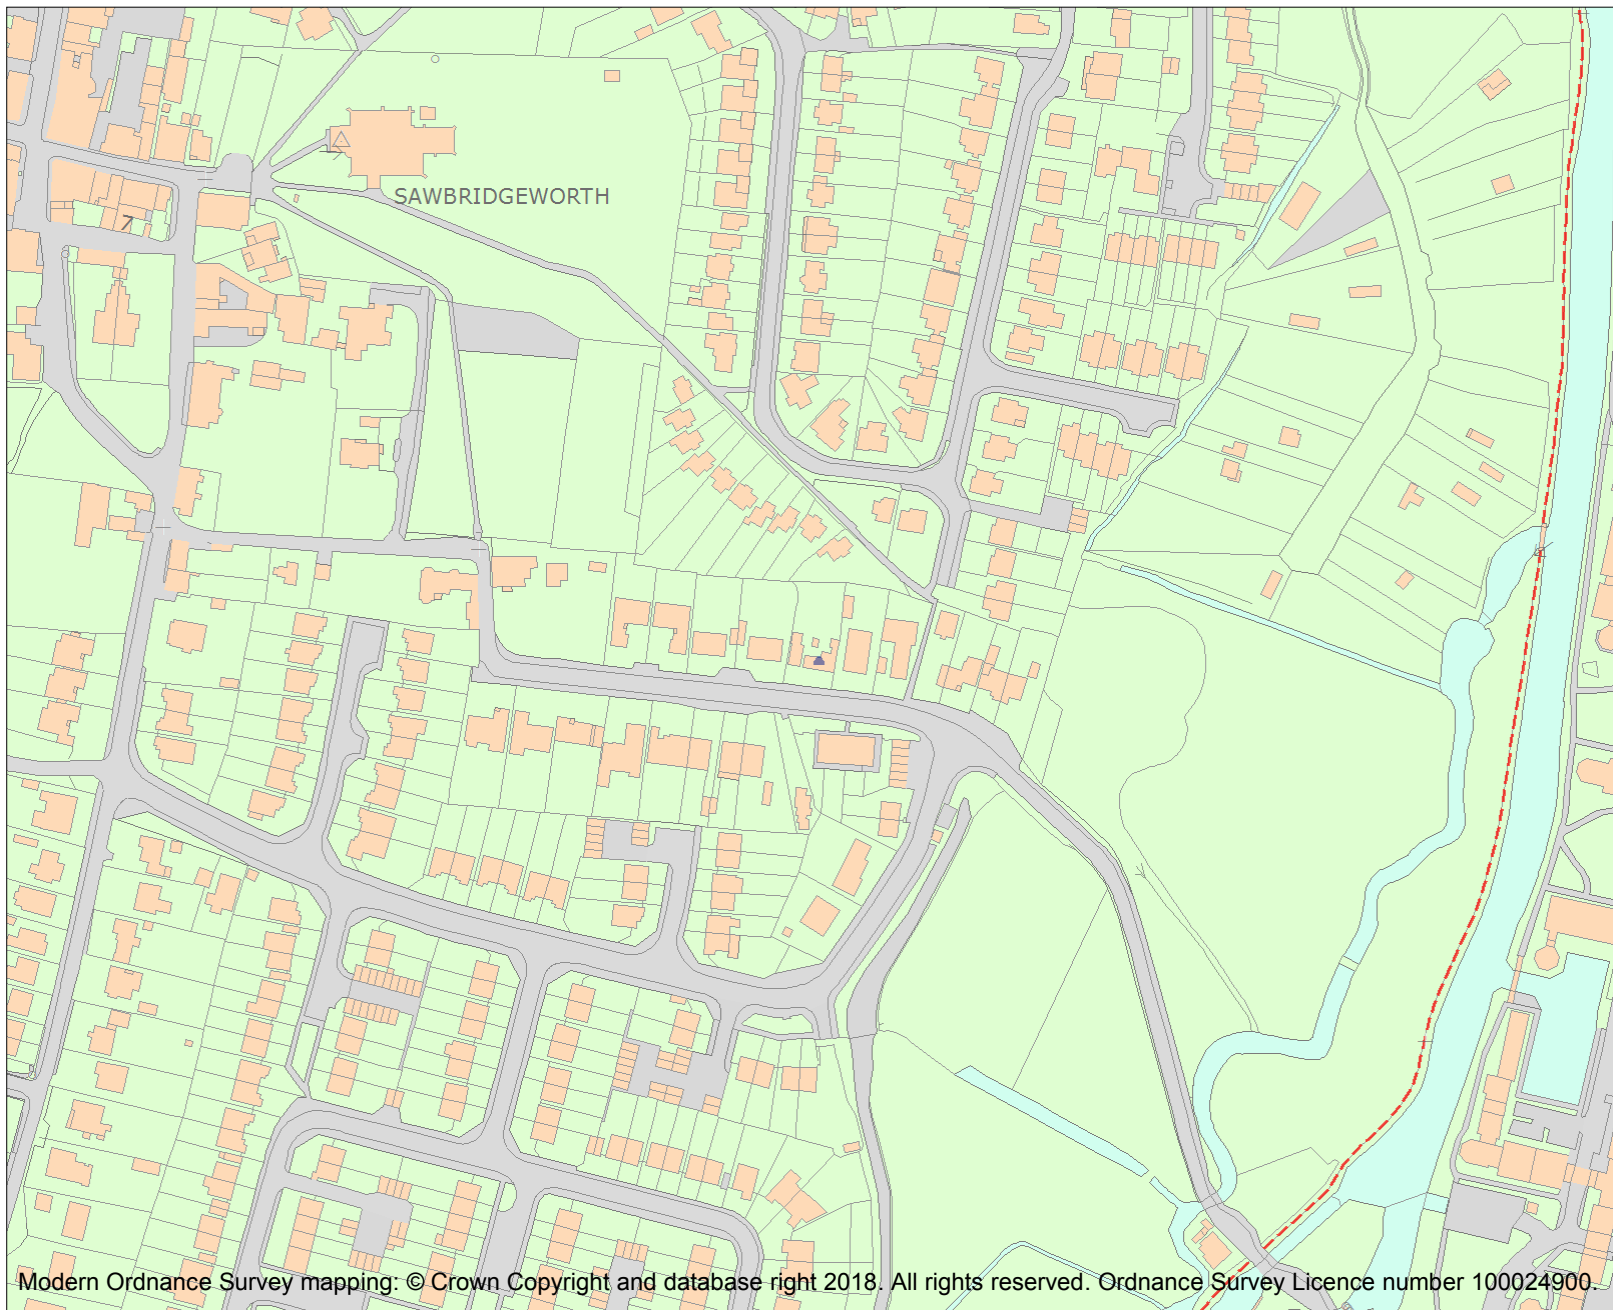 SAWBRIDGEWORTH
7
Modern Ordnance Survey mapping: © Crown Copyright and database right 2018. All rights reserved. Ordnance Survey Licence number 100024900.